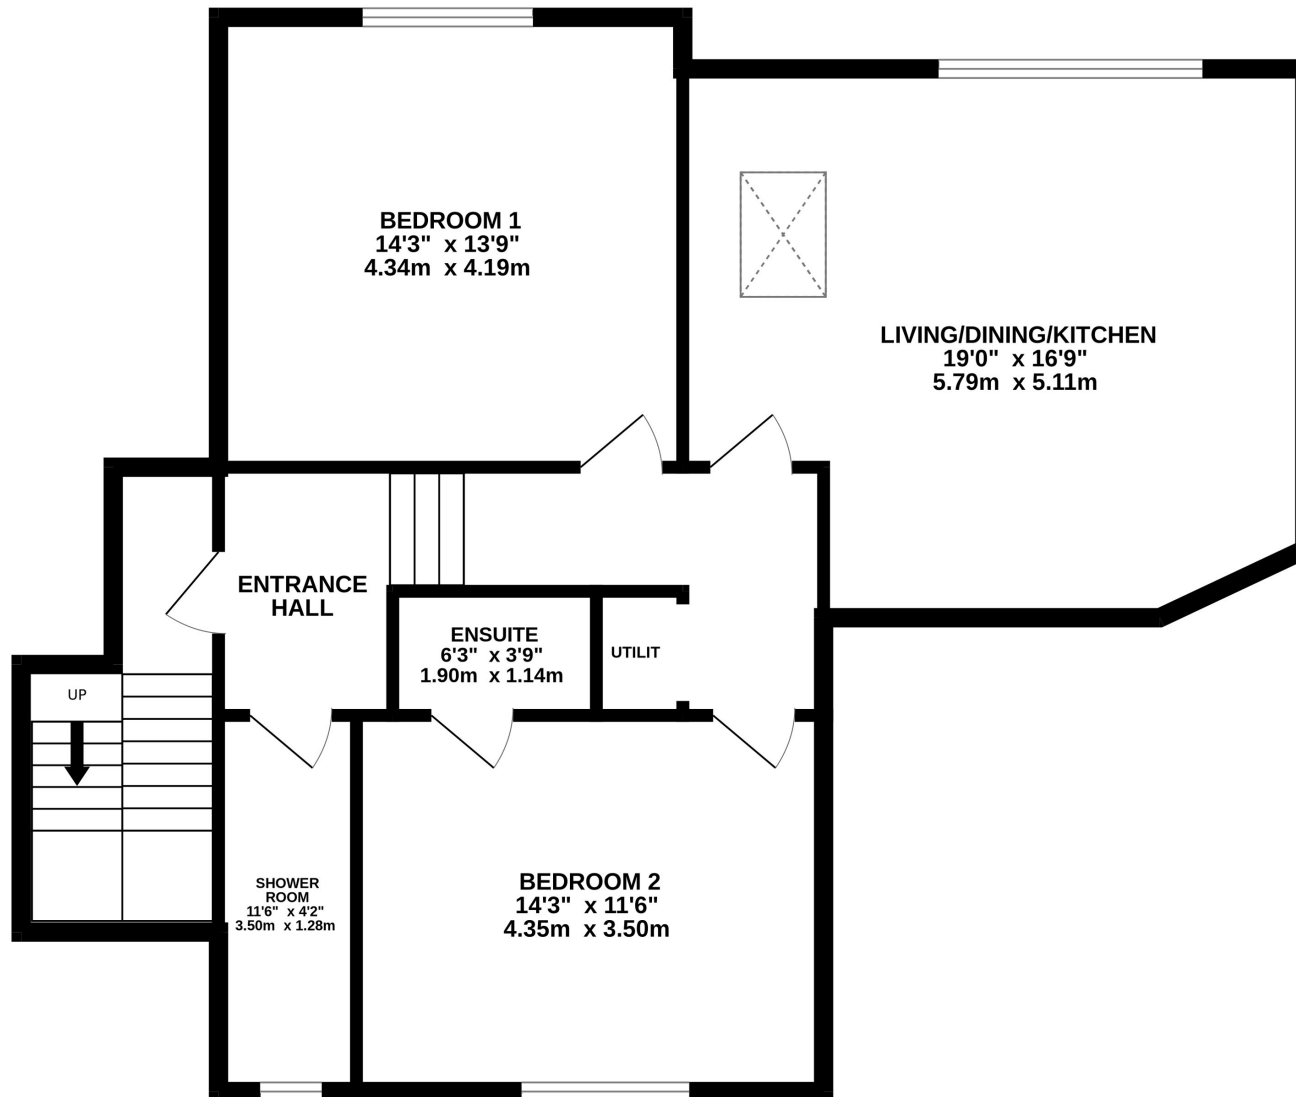 BEDROOM 1
14'3" x 13'9"
4.34m x 4.19m
LIVING/DINING/KITCHEN
19'0" x 16'9"
5.79m x 5.11m
ENTRANCE
HALL
ENSUITE
6'3" x 3'9"
1.90m x 1.14m
UTILIT
UP
SHOWER
ROOM
11'6" x 4'2"
3.50m x 1.28m
BEDROOM 2
14'3" x 11'6"
4.35m x 3.50m